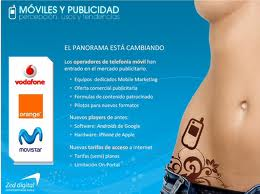 MÓVILES Y PUBLICIDAD
percepción, usos y tendencias
EL PANORAMA ESTÁ CAMBIANDO
Los operadores de telefonía móvil han
entrado en el mercado publicitario.
- Equipos dedicados Mobile Marketing
- Oferta comercial publicitaria
- Formulas de contenido patrocinado
- Pilotos para nuevos formatos
Nuevos players de antes:
- Software: Androids de Google
- Hardware: iPhone de Apple
Nuevas tarifas de acceso a internet
- Tarifas (semi) planas
- Limitación On-Portal
vodafone
orange
movistar
Zed digital